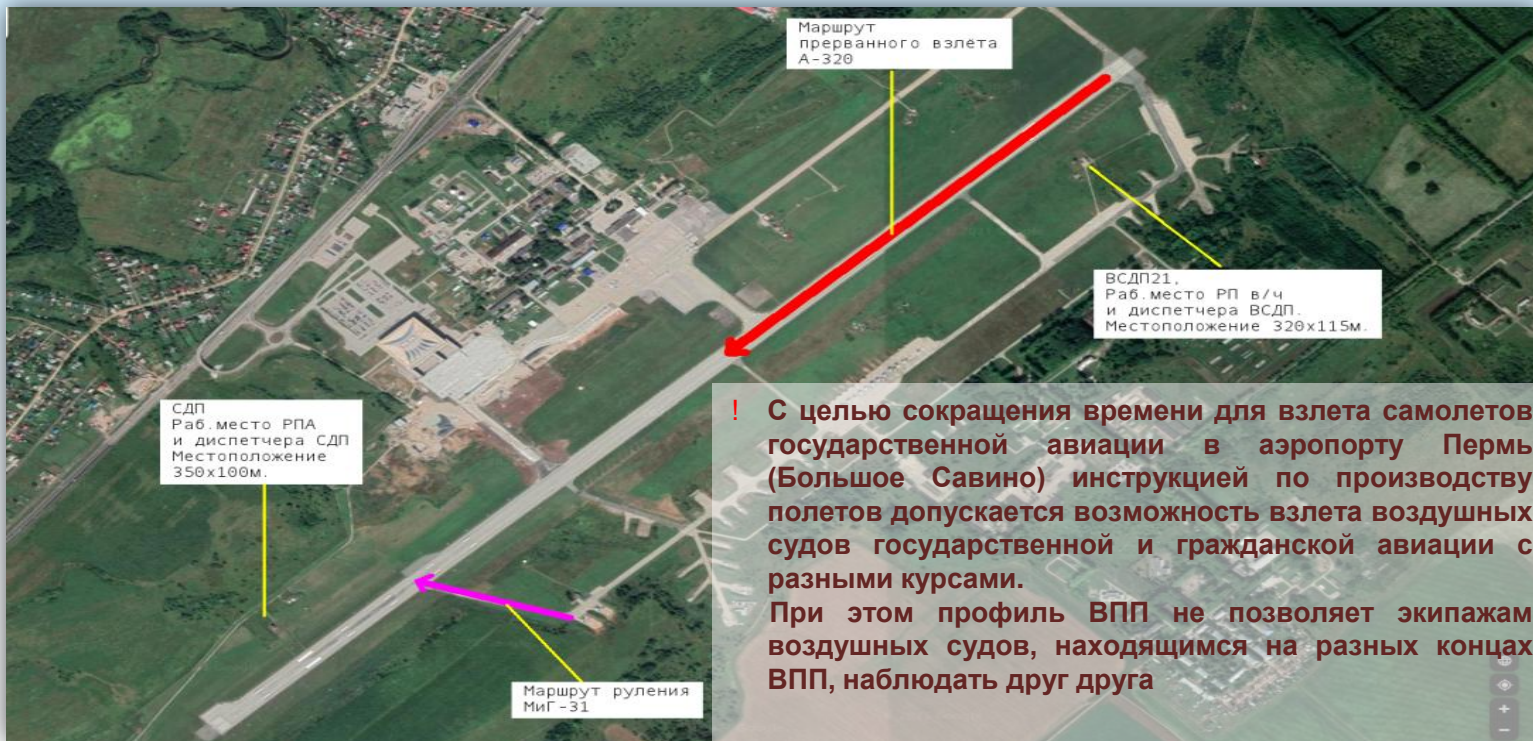 Маршрут
прерванного взлёта
А-320
ВСДП21,
Раб.место РП в/ч
и диспетчера ВСДП.
Местоположение 320х115м.
СДП
Раб.место РПА
и диспетчера СДП
Местоположение
350х100м.
! С целью сокращения времени для взлета самолетов
государственной авиации в аэропорту Пермь
(Большое Савино) инструкцией по производству
полетов допускается возможность взлета воздушных
судов государственной и гражданской авиации с
разными курсами.
При этом профиль ВПП не позволяет экипажам
воздушных судов, находящимся на разных концах
ВПП, наблюдать друг друга
Маршрут руления
МиГ-31